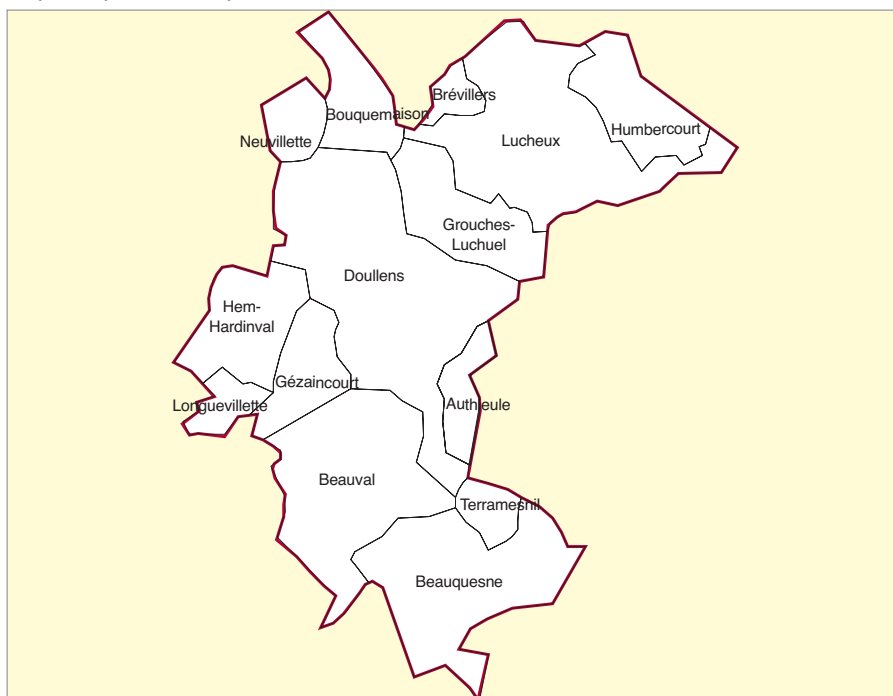 Brévillers
Bouquemaison
Humbercourt
Neuvillette
Lucheux
Grouches-
Luchuel
Doullens
Hem-
Hardinval
Gézaincourt
Longuevillette
Authieule
Beauval
Terramesnil
Beauquesne